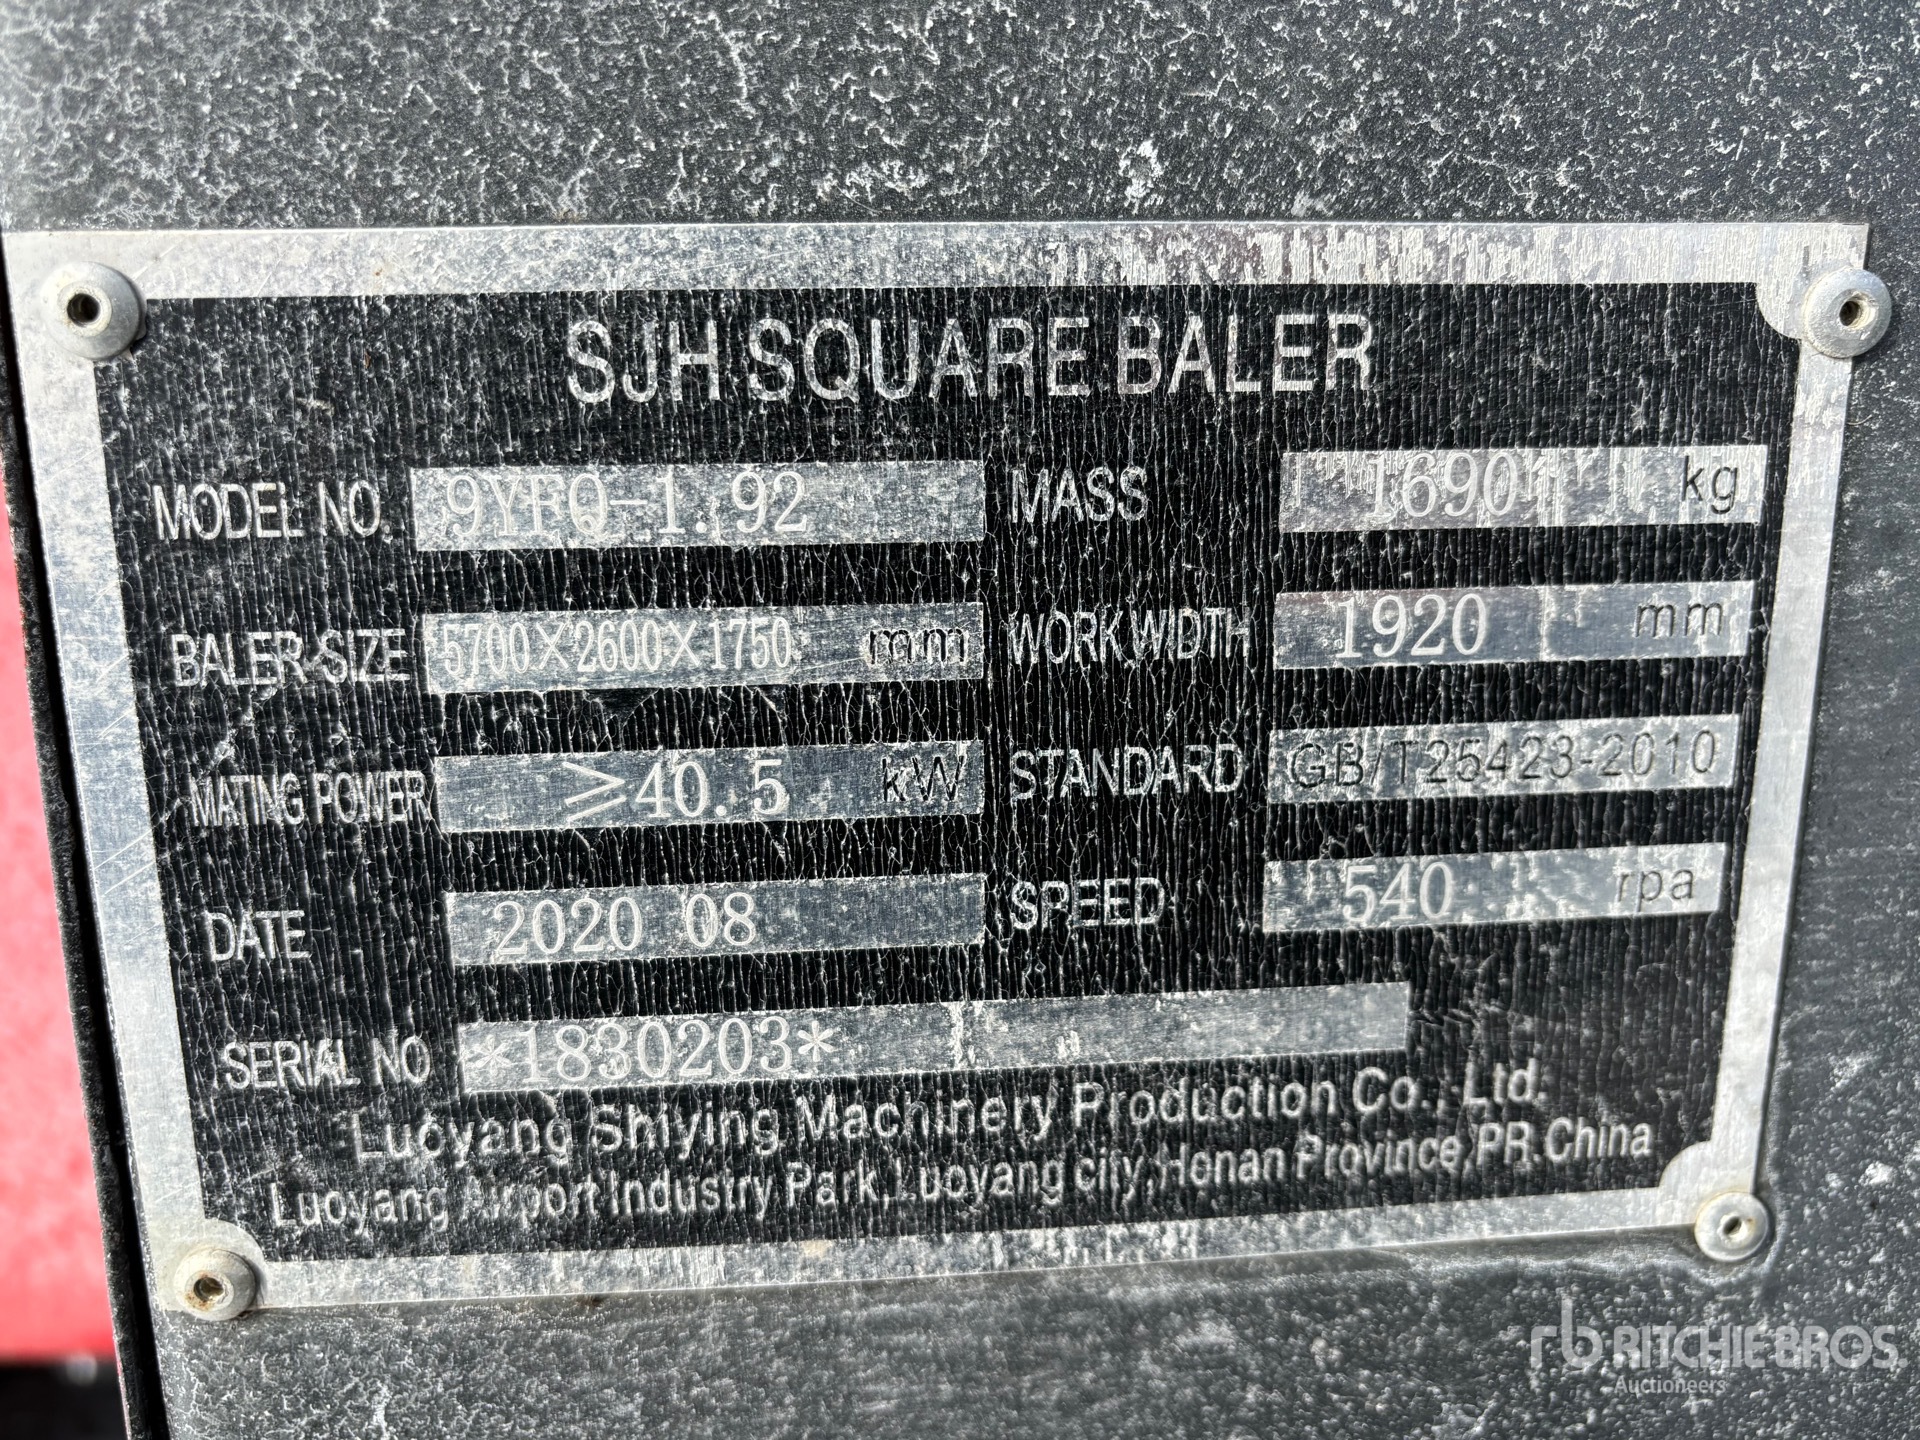 SJH SQUARE BALER
MODEL NO. 9YFQ-1.92 MASS 1690 kg
BALER SIZE 5700×2600×1750 mm WORK WIDTH 1920 mm
MATING POWER ≥40.5 kW STANDARD GB/T25423-2010
DATE 2020 08 SPEED 540 rpa
SERIAL NO *1830203*
Luoyang Shiying Machinery Production Co., Ltd.
Luoyang Airport Industry Park, Luoyang city, Henan Province, PR.China
rb RITCHIE BROS.
Auctioneers